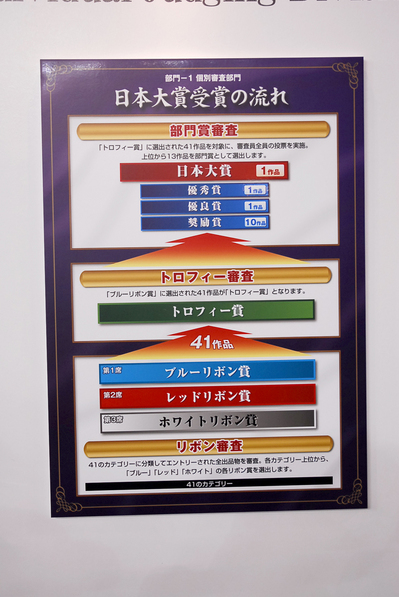 部門-1 個別審査部門
日本大賞受賞の流れ
部門賞審査
「トロフィー賞」に選出された41作品を対象に、審査員全員の投票を実施。
上位から13作品を部門賞として選出します。
日本大賞 1作品
優秀賞 1作品
優良賞 1作品
奨励賞 10作品
トロフィー審査
「ブルーリボン賞」に選出された41作品が「トロフィー賞」となります。
トロフィー賞
41作品
第1席 ブルーリボン賞
第2席 レッドリボン賞
第3席 ホワイトリボン賞
リボン審査
41のカテゴリーに分類してエントリーされた全出品物を審査。各カテゴリー上位から、
「ブルー」「レッド」「ホワイト」の各リボン賞を選出します。
41のカテゴリー